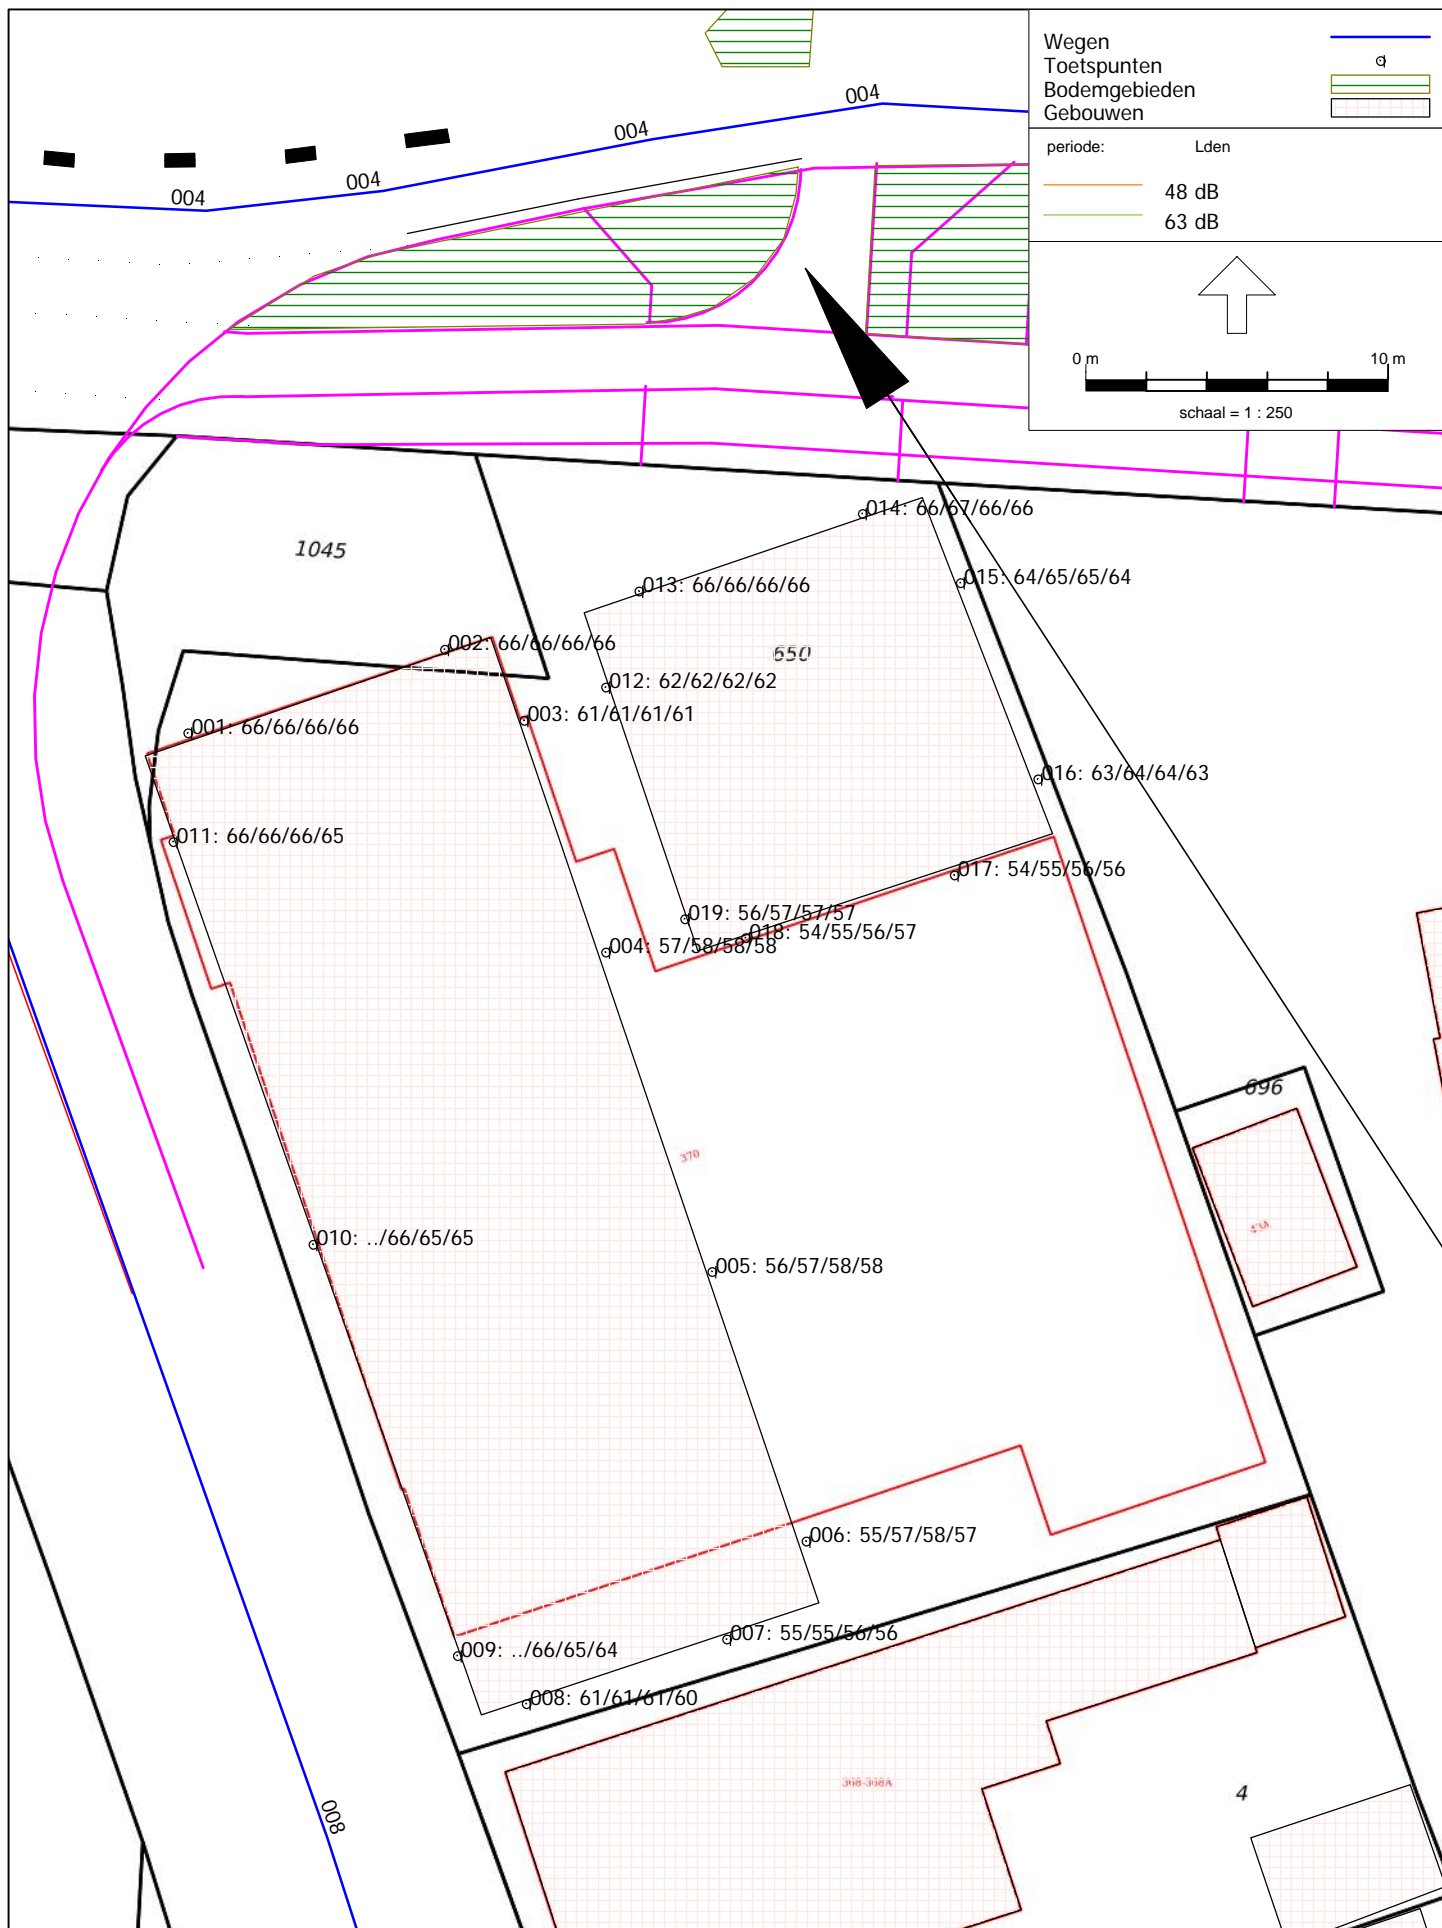 Wegen
Toetspunten
Bodemgebieden
Gebouwen
periode: Lden
48 dB
63 dB
0 m 10 m
schaal = 1 : 250
004
004
004
004
014: 66/67/66/66
1045
015: 64/65/65/64
013: 66/66/66/66
002: 66/66/66/66
650
012: 62/62/62/62
003: 61/61/61/61
001: 66/66/66/66
016: 63/64/64/63
011: 66/66/66/65
017: 54/55/56/56
019: 56/57/57/57
018: 54/55/56/57
004: 57/58/58/58
696
370
43A
010: ../66/65/65
005: 56/57/58/58
006: 55/57/58/57
007: 55/55/56/56
009: ../66/65/64
008: 61/61/61/60
368-368A
4
008